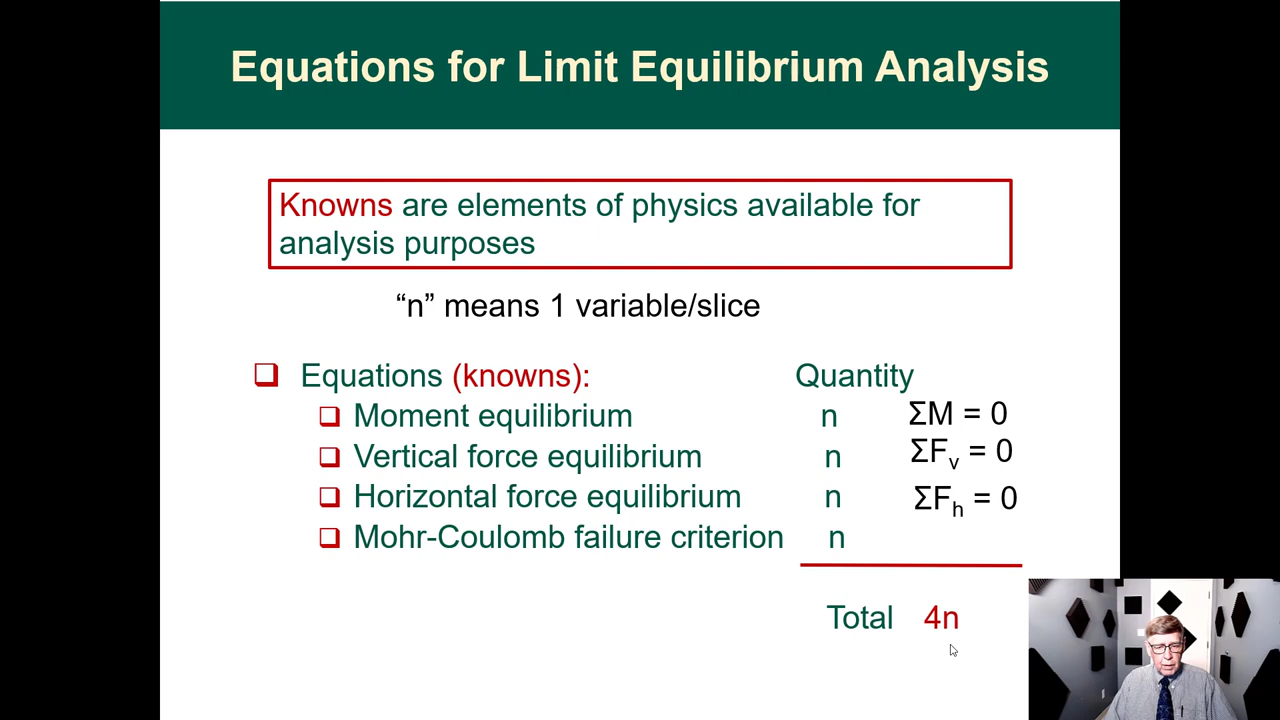 Equations for Limit Equilibrium Analysis
Knowns are elements of physics available for
analysis purposes
“n” means 1 variable/slice
Equations (knowns): Quantity
Moment equilibrium n ΣM = 0
Vertical force equilibrium n ΣFv = 0
Horizontal force equilibrium n ΣFh = 0
Mohr-Coulomb failure criterion n
Total 4n